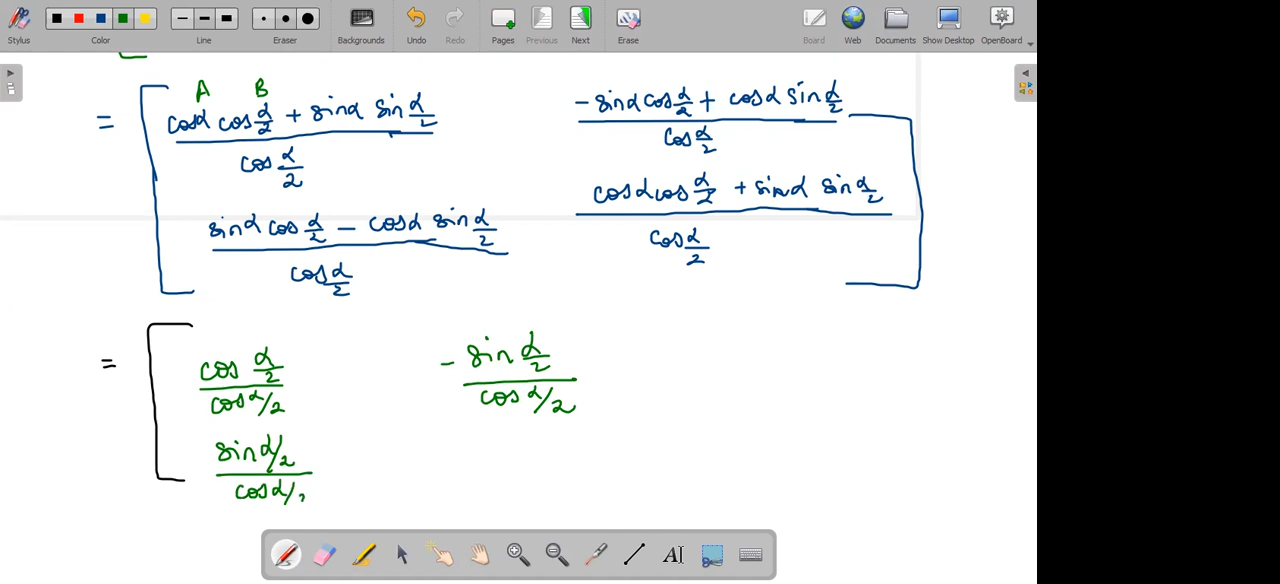 Stylus Color Line Eraser Backgrounds Undo Redo Pages Previous Next Erase Board Web Documents Show Desktop OpenBoard
A B
= [ cosα cos α/2 + sinα sin α/2 / cos α/2   - sinα cos α/2 + cosα sin α/2 / cos α/2
sinα cos α/2 - cosα sin α/2 / cos α/2   cosα cos α/2 + sinα sin α/2 / cos α/2 ]
= [ cos α/2 / cos α/2   - sin α/2 / cos α/2
sin α/2 / cos α/2
A